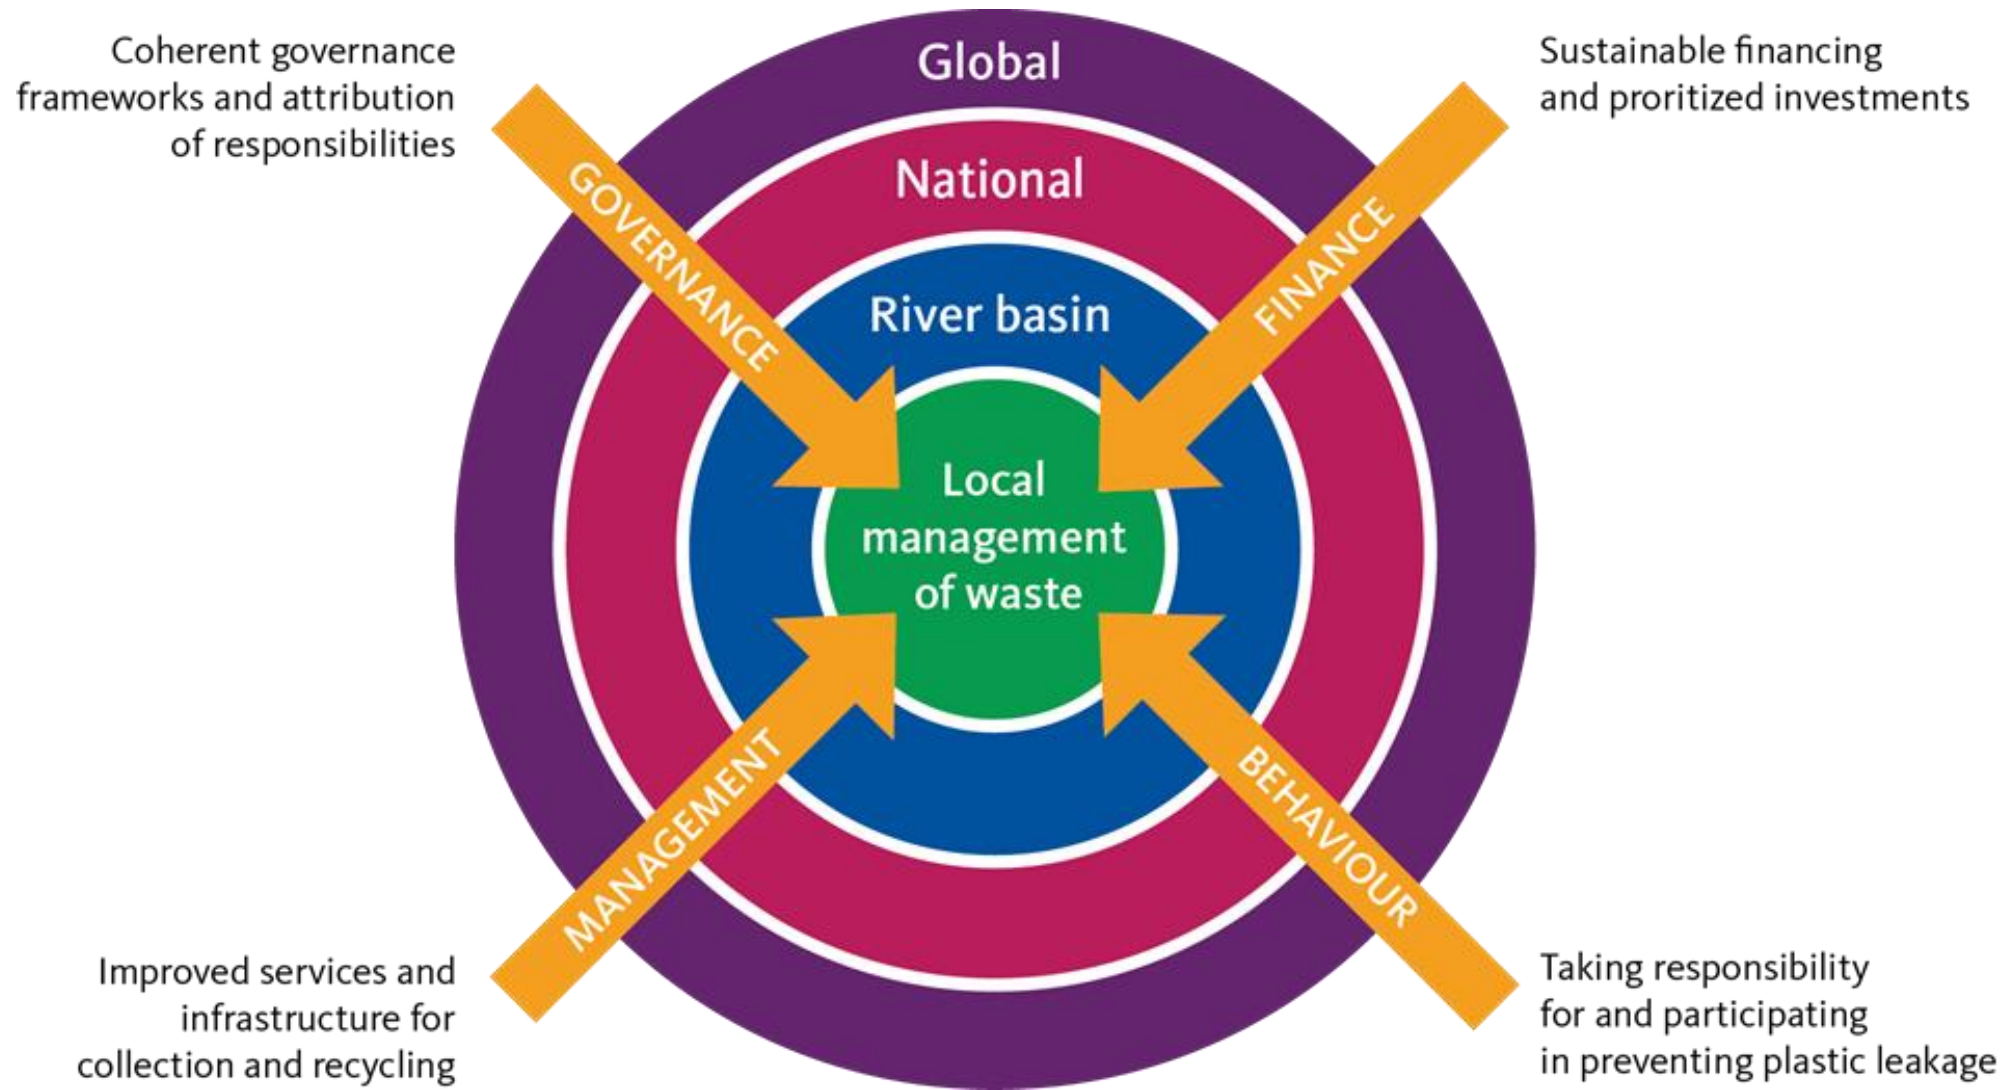 Coherent governance
frameworks and attribution
of responsibilities
Sustainable financing
and proritized investments
Global
National
River basin
Local
management
of waste
GOVERNANCE
FINANCE
MANAGEMENT
BEHAVIOUR
Improved services and
infrastructure for
collection and recycling
Taking responsibility
for and participating
in preventing plastic leakage